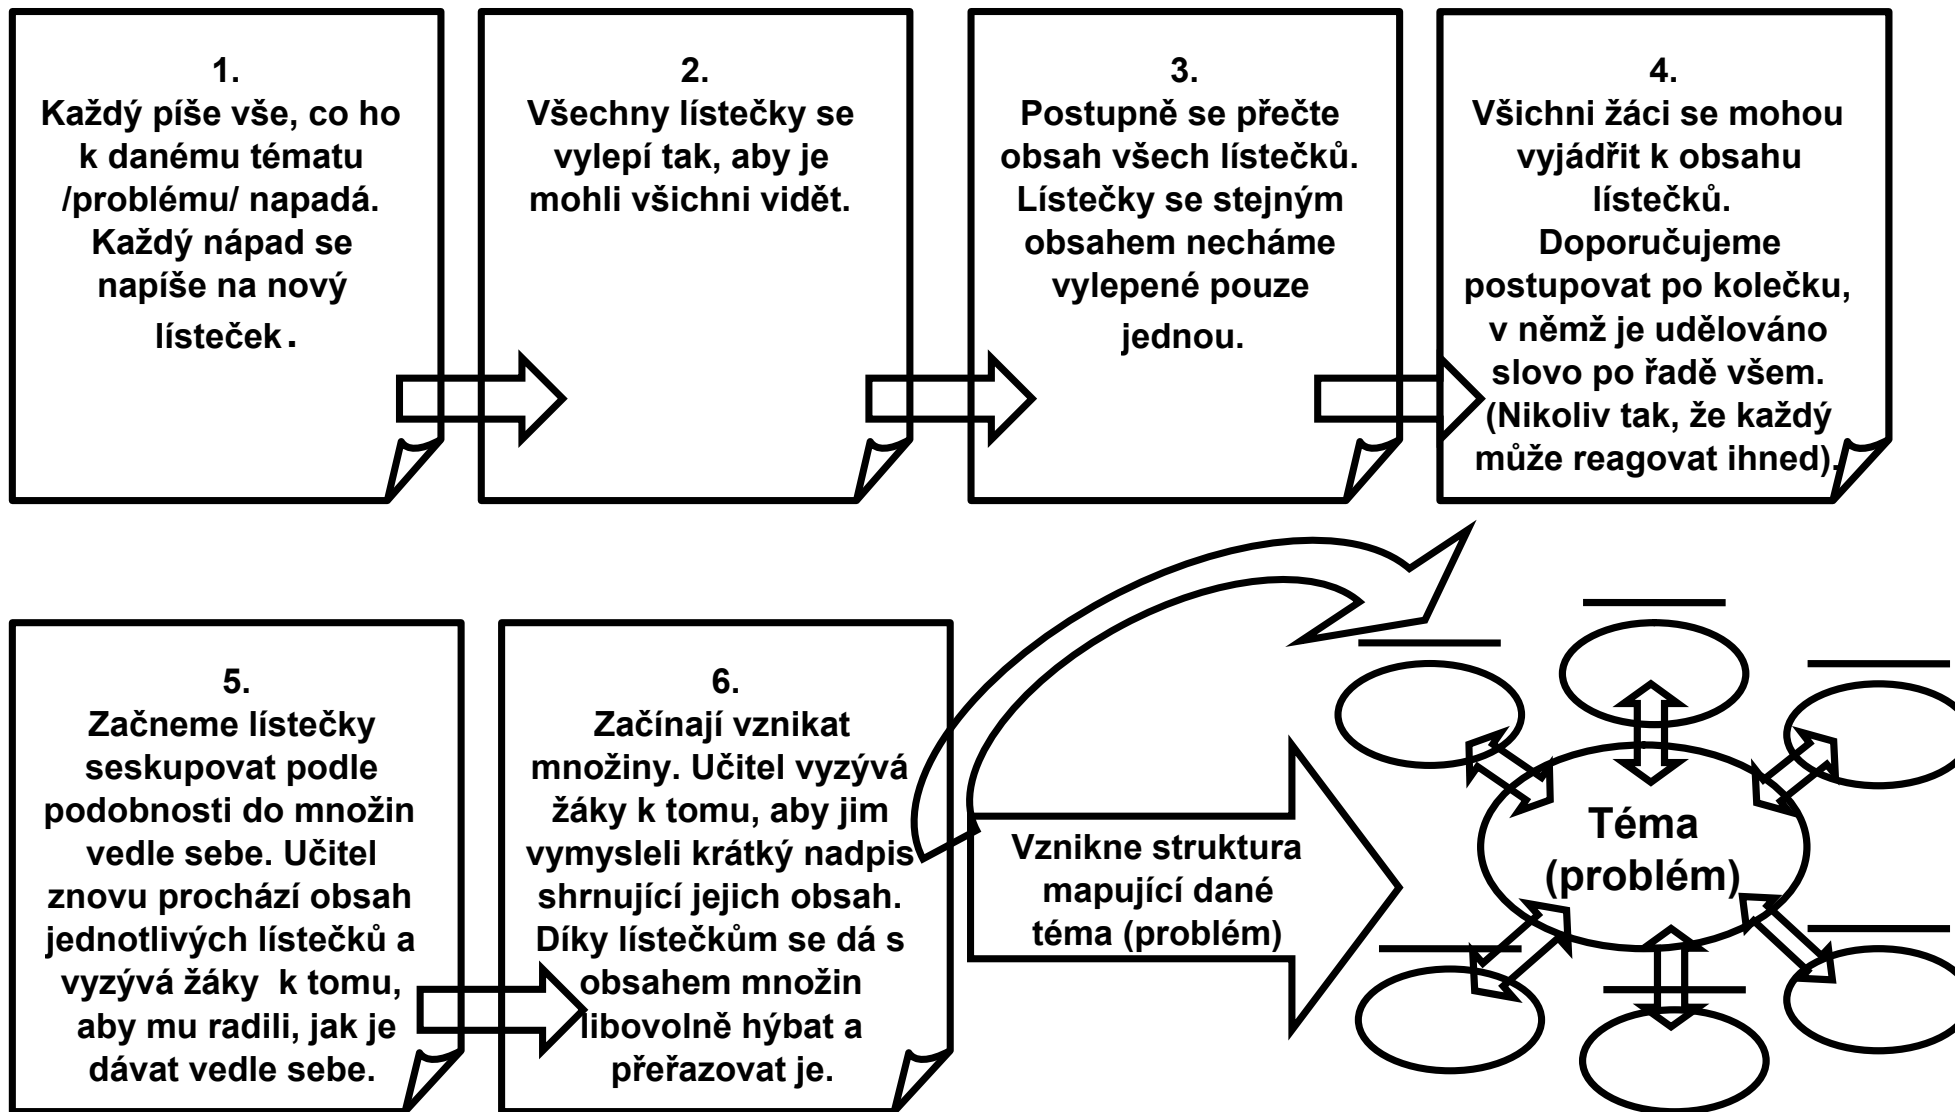 1.
Každý píše vše, co ho
k danému tématu
/problému/ napadá.
Každý nápad se
napíše na nový
lísteček.
2.
Všechny lístečky se
vylepí tak, aby je
mohli všichni vidět.
3.
Postupně se přečte
obsah všech lístečků.
Lístečky se stejným
obsahem necháme
vylepené pouze
jednou.
4.
Všichni žáci se mohou
vyjádřit k obsahu
lístečků.
Doporučujeme
postupovat po kolečku,
v němž je udělováno
slovo po řadě všem.
(Nikoliv tak, že každý
může reagovat ihned).
5.
Začneme lístečky
seskupovat podle
podobnosti do množin
vedle sebe. Učitel
znovu prochází obsah
jednotlivých lístečků a
vyzývá žáky  k tomu,
aby mu radili, jak je
dávat vedle sebe.
6.
Začínají vznikat
množiny. Učitel vyzývá
žáky k tomu, aby jim
vymysleli krátký nadpis
shrnující jejich obsah.
Díky lístečkům se dá s
obsahem množin
libovolně hýbat a
přeřazovat je.
Vznikne struktura
mapující dané
téma (problém)
Téma
(problém)